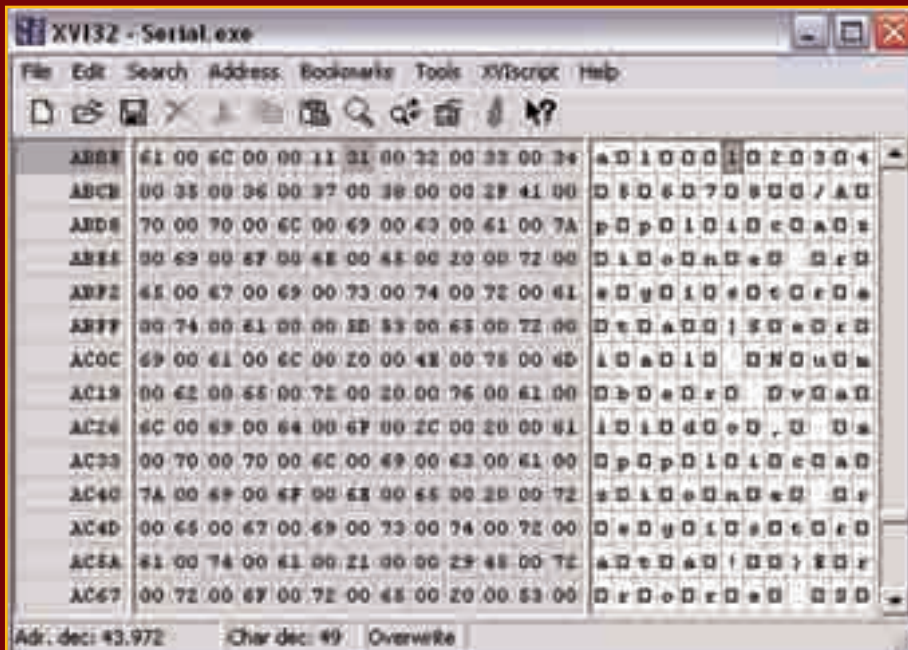 XVI32 - Serial.exe
File Edit Search Address Bookmarks Tools XVIscript Help
ABBE 61 00 6C 00 00 11 31 00 32 00 33 00 34 a□l□□□1□2□3□4
ABCB 00 35 00 36 00 37 00 38 00 00 2F 41 00 □5□6□7□8□□/A□
ABD8 70 00 70 00 6C 00 69 00 63 00 61 00 7A p□p□l□i□c□a□z
ABE5 00 69 00 6F 00 6E 00 65 00 20 00 72 00 □i□o□n□e□ □r□
ABF2 65 00 67 00 69 00 73 00 74 00 72 00 61 e□g□i□s□t□r□a
ABFF 00 74 00 61 00 00 5D 53 00 65 00 72 00 □t□a□□]S□e□r□
AC0C 69 00 61 00 6C 00 20 00 4E 00 75 00 6D i□a□l□ □N□u□m
AC19 00 62 00 65 00 72 00 20 00 76 00 61 00 □b□e□r□ □v□a□
AC26 6C 00 69 00 64 00 6F 00 2C 00 20 00 61 l□i□d□o□,□ □a
AC33 00 70 00 70 00 6C 00 69 00 63 00 61 00 □p□p□l□i□c□a□
AC40 7A 00 69 00 6F 00 6E 00 65 00 20 00 72 z□i□o□n□e□ □r
AC4D 00 65 00 67 00 69 00 73 00 74 00 72 00 □e□g□i□s□t□r□
AC5A 61 00 74 00 61 00 21 00 00 29 45 00 72 a□t□a□!□□)E□r
AC67 00 72 00 6F 00 72 00 65 00 20 00 53 00 □r□o□r□e□ □S□
Adr. dec: 43.972 Char dec: 49 Overwrite